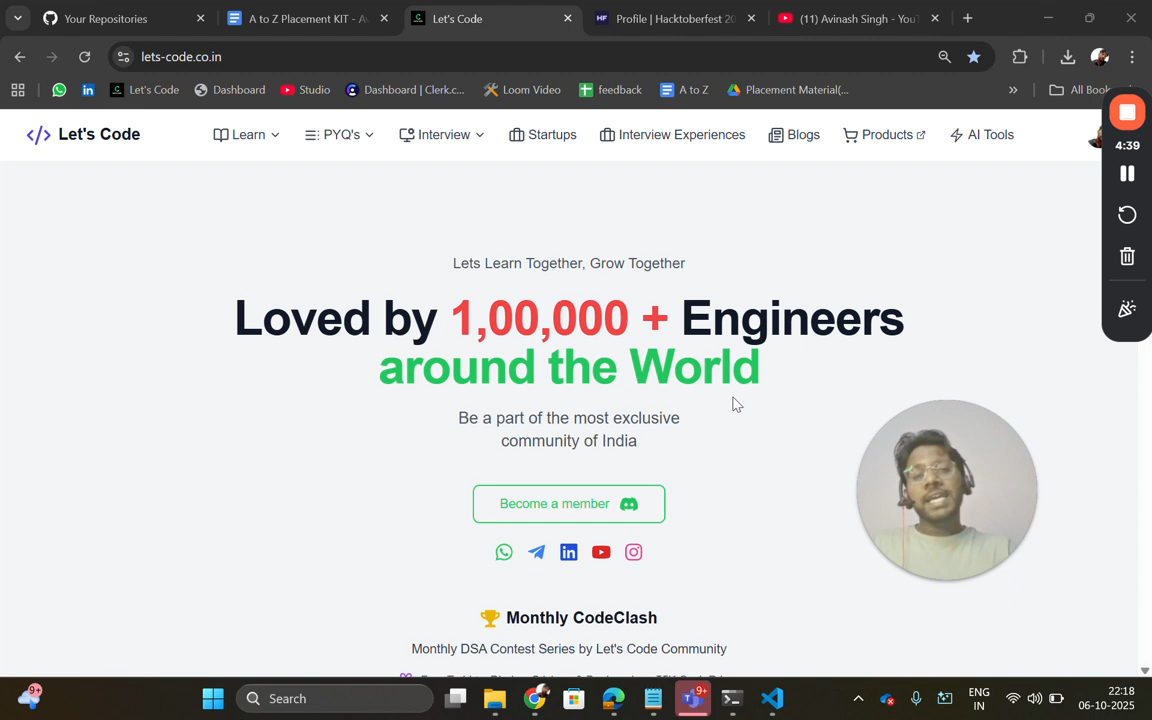 Your Repositories
A to Z Placement KIT - Av
Let's Code
Profile | Hacktoberfest 20
(11) Avinash Singh - YouT
lets-code.co.in
Let's Code
Dashboard
Studio
Dashboard | Clerk.c...
Loom Video
feedback
A to Z
Placement Material(...
»
All Book
Let's Code
Learn
PYQ's
Interview
Startups
Interview Experiences
Blogs
Products
AI Tools
4:39
Lets Learn Together, Grow Together
Loved by 1,00,000 + Engineers
around the World
Be a part of the most exclusive
community of India
Become a member
Monthly CodeClash
Monthly DSA Contest Series by Let's Code Community
9+
Search
9+
ENG
IN
22:18
06-10-2025